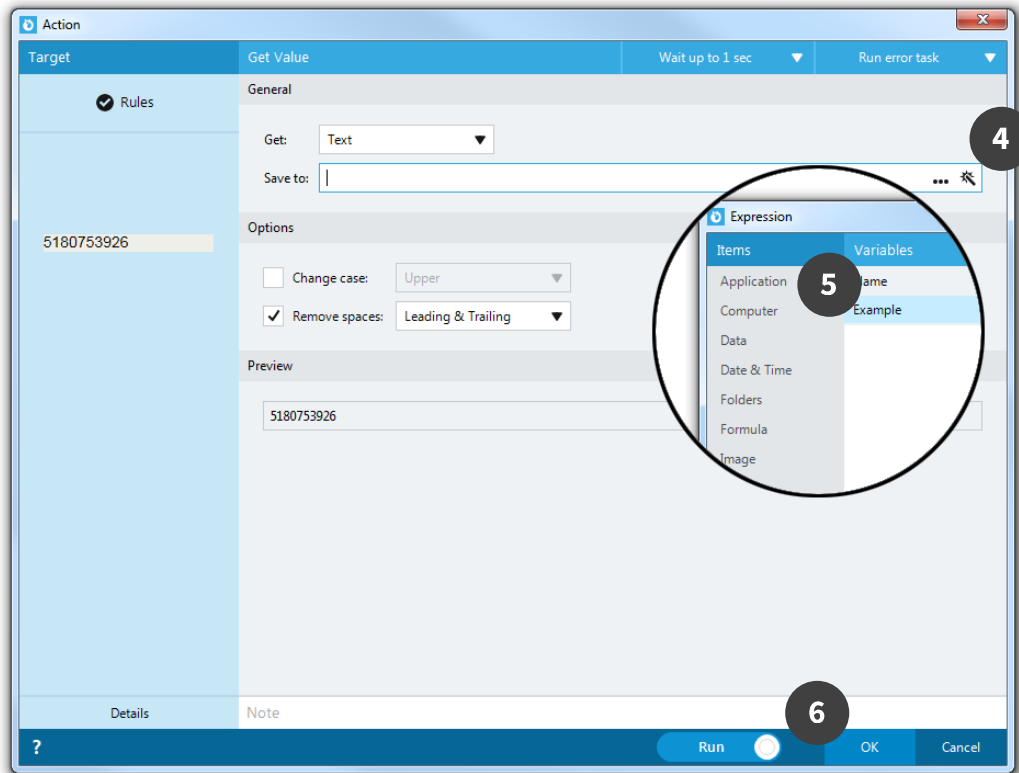 Action
Target
Get Value
Wait up to 1 sec
Run error task
Rules
General
4
Get:
Text
Save to:
...
5180753926
Options
Change case:
Upper
Remove spaces:
Leading & Trailing
Preview
5180753926
Expression
Items
Variables
Application
5
Computer
Example
Data
Date & Time
Folders
Formula
Image
Details
Note
6
?
Run
OK
Cancel